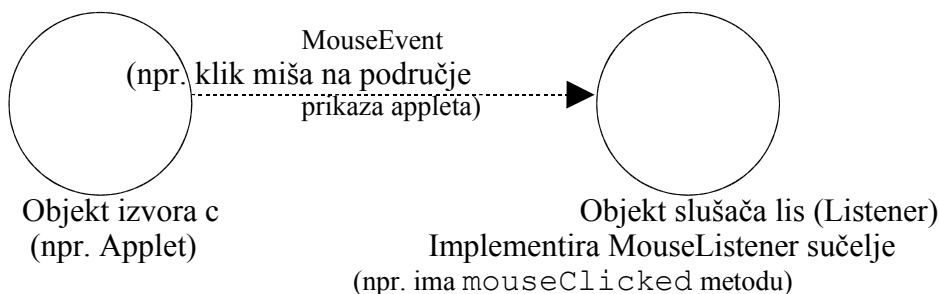 MouseEvent
(npr. klik miša na područje
prikaza appleta)
Objekt izvora c
(npr. Applet)
Objekt slušača lis (Listener)
Implementira MouseListener sučelje
(npr. ima mouseClicked metodu)